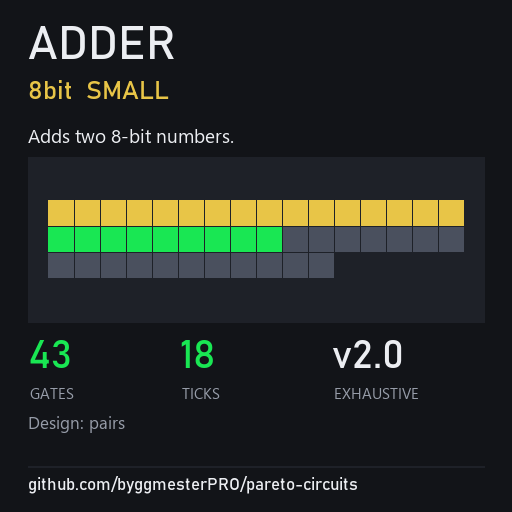 ADDER
8bit SMALL
Adds two 8-bit numbers.
43 18 v2.0
GATES TICKS EXHAUSTIVE
Design: pairs
github.com/byggmesterPRO/pareto-circuits